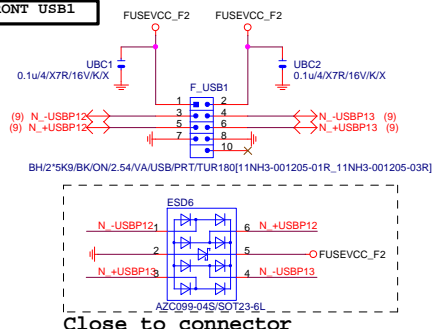 RONT USB1
FUSEVCC_F2 FUSEVCC_F2
UBC1
0.1u/4/X7R/16V/K/X
UBC2
0.1u/4/X7R/16V/K/X
F_USB1
1 2
(9) N_-USBP12 3 4 N_-USBP13 (9)
(9) N_+USBP12 5 6 N_+USBP13 (9)
7 8
10
BH/2*5K9/BK/ON/2.54/VA/USB/PRT/TUR180[11NH3-001205-01R_11NH3-001205-03R]
ESD6
N_-USBP12 1 6 N_+USBP12
2 5 FUSEVCC_F2
N_+USBP13 3 4 N_-USBP13
AZC099-04S/SOT23-6L
Close to connector